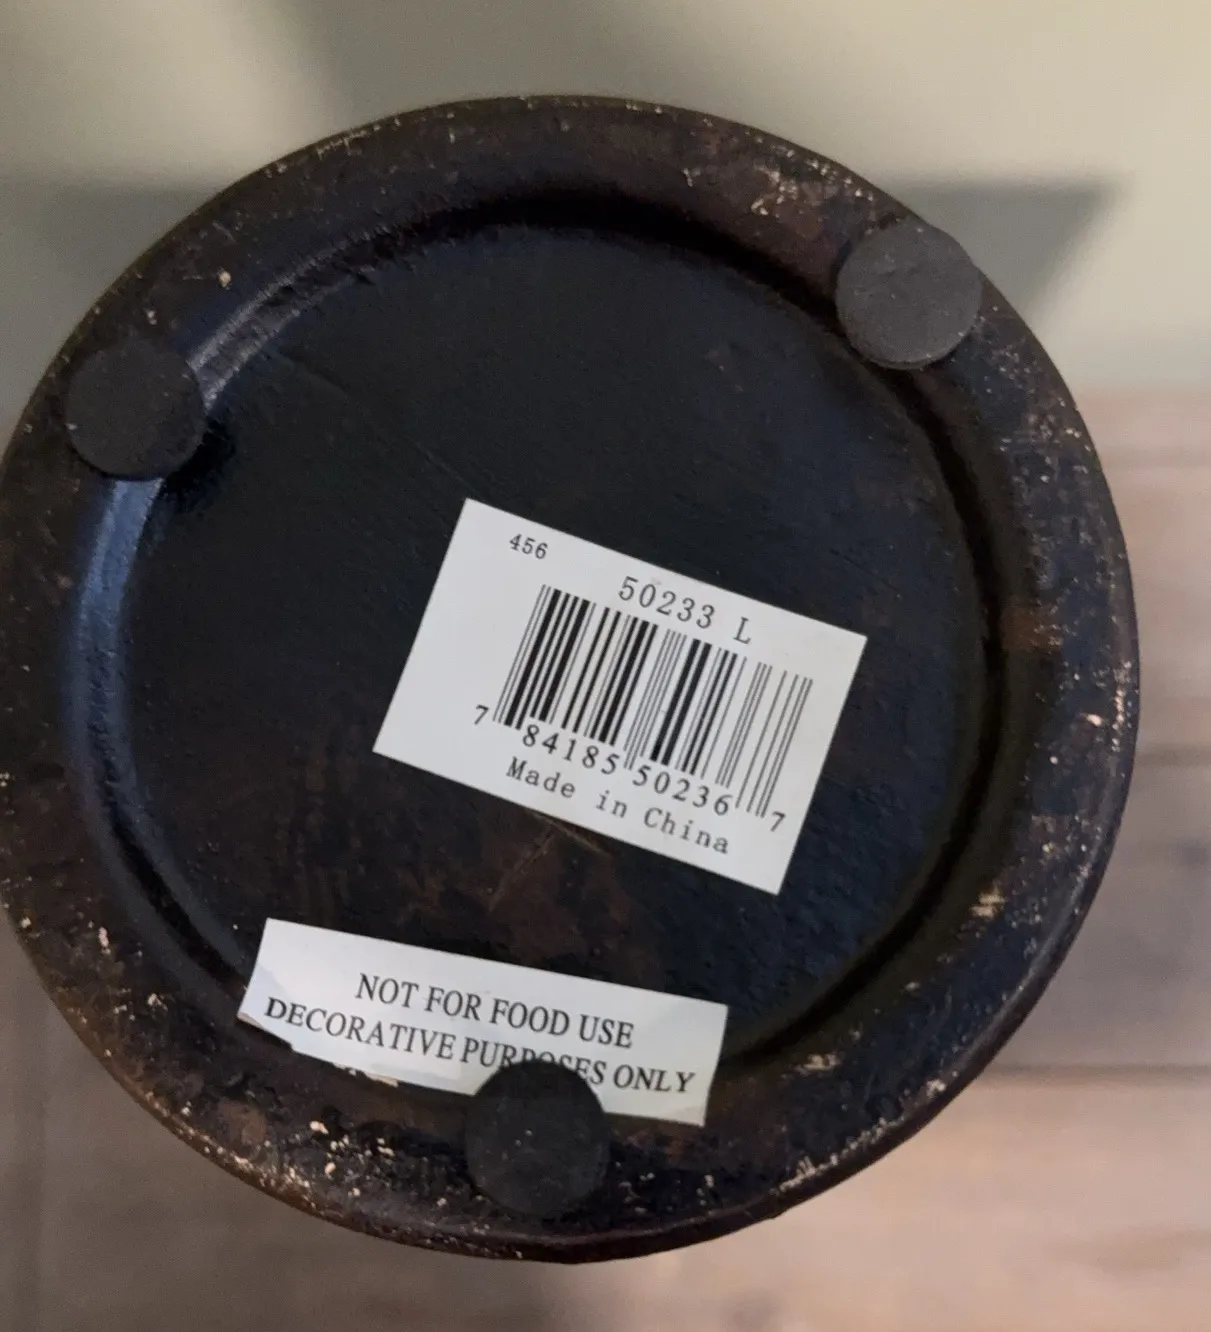 456
50233 L
7 84185 50236 7
Made in China
NOT FOR FOOD USE
DECORATIVE PURPOSES ONLY